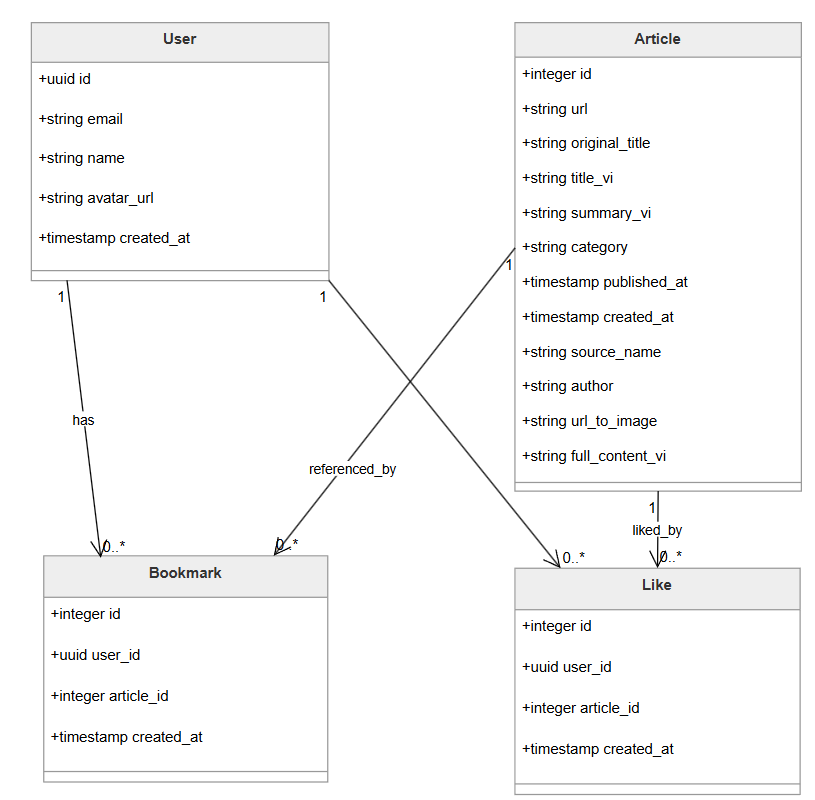 User
+uuid id
+string email
+string name
+string avatar_url
+timestamp created_at
Article
+integer id
+string url
+string original_title
+string title_vi
+string summary_vi
+string category
+timestamp published_at
+timestamp created_at
+string source_name
+string author
+string url_to_image
+string full_content_vi
1
1
1
has
referenced_by
1
liked_by
0..*
0..*
0..*
0..*
Bookmark
+integer id
+uuid user_id
+integer article_id
+timestamp created_at
Like
+integer id
+uuid user_id
+integer article_id
+timestamp created_at